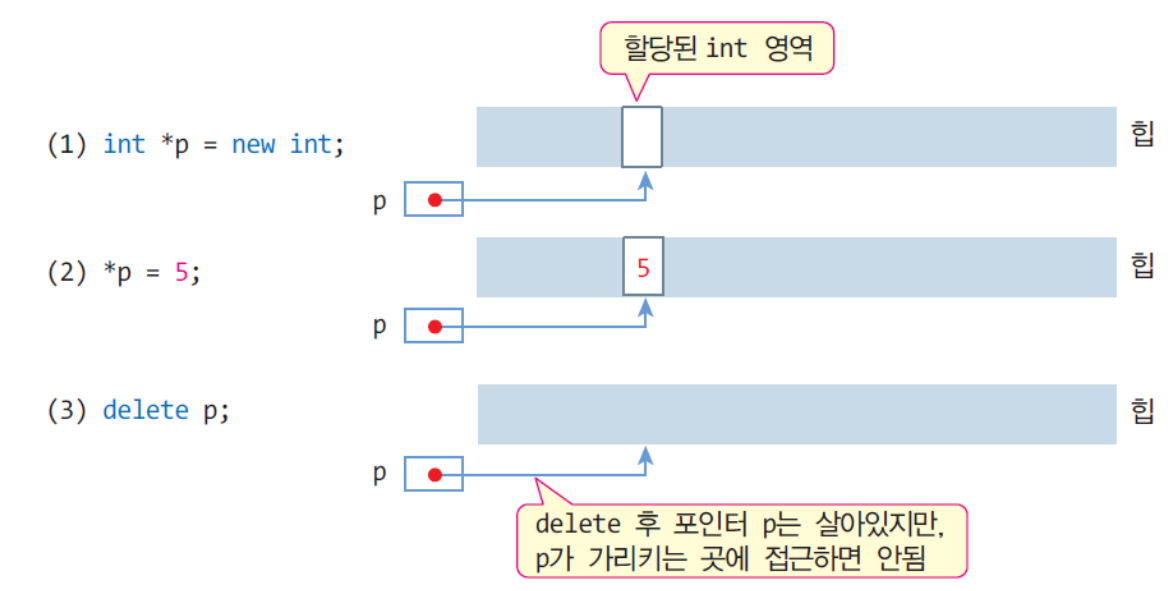 할당된 int 영역
(1) int *p = new int;
힙
p
(2) *p = 5;
5
힙
p
(3) delete p;
힙
p
delete 후 포인터 p는 살아있지만,
p가 가리키는 곳에 접근하면 안됨